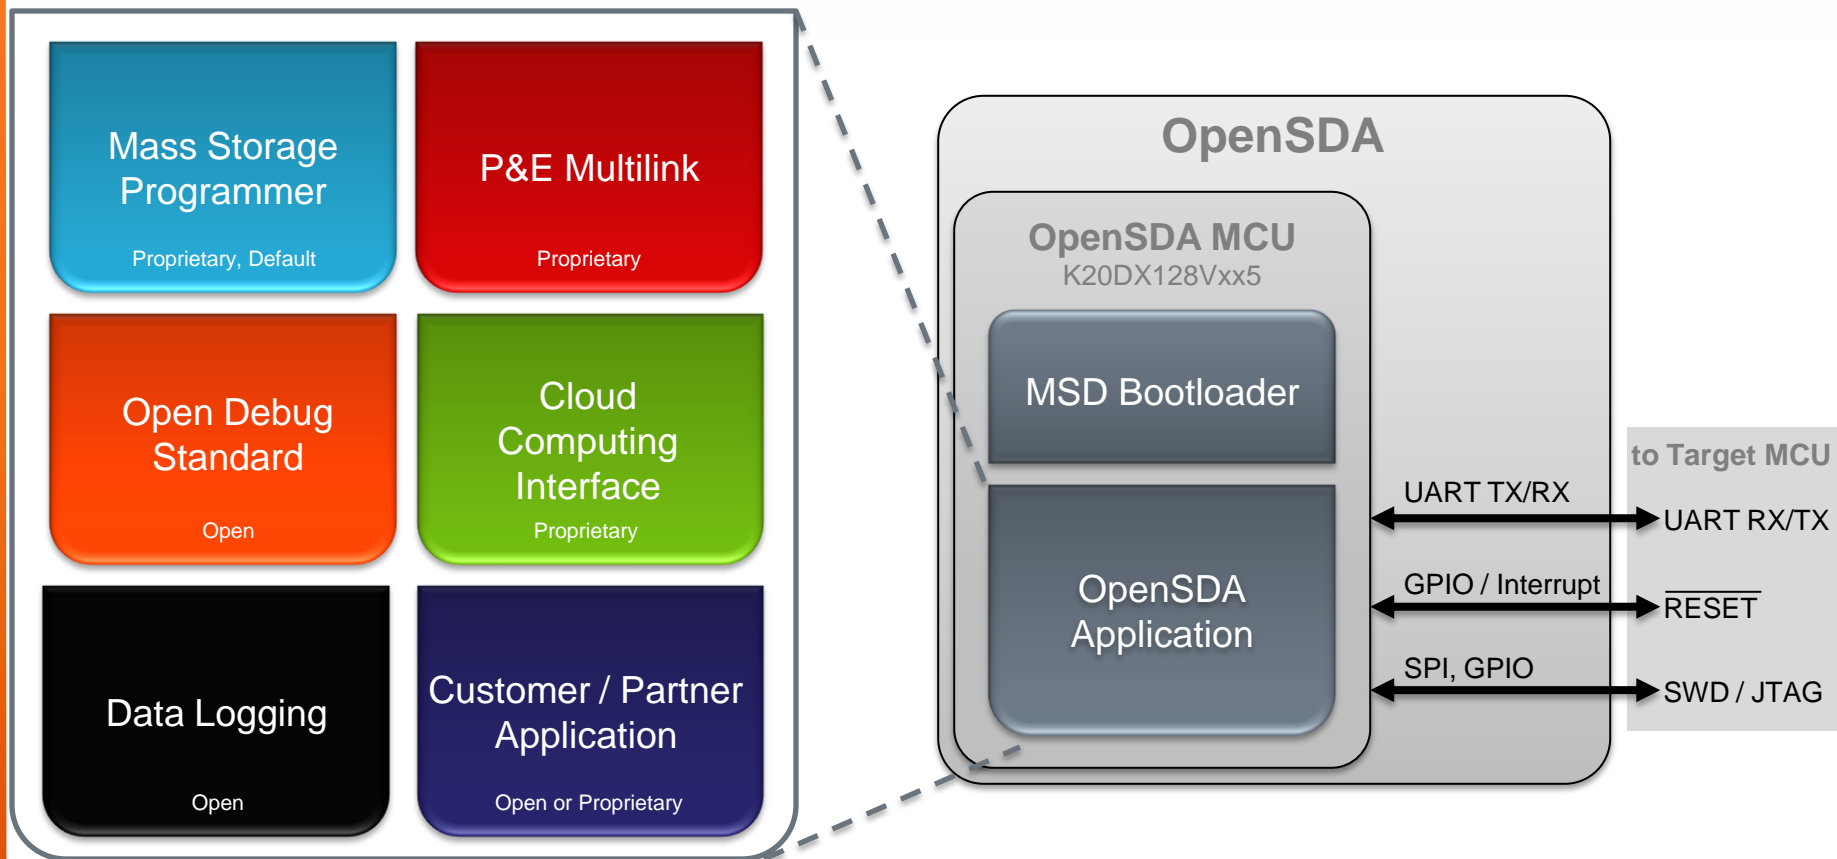 Mass Storage
Programmer
Proprietary, Default
P&E Multilink
Proprietary
Open Debug
Standard
Open
Cloud
Computing
Interface
Proprietary
Data Logging
Open
Customer / Partner
Application
Open or Proprietary
OpenSDA
OpenSDA MCU
K20DX128Vxx5
MSD Bootloader
OpenSDA
Application
to Target MCU
UART TX/RX
UART RX/TX
GPIO / Interrupt
RESET
SPI, GPIO
SWD / JTAG